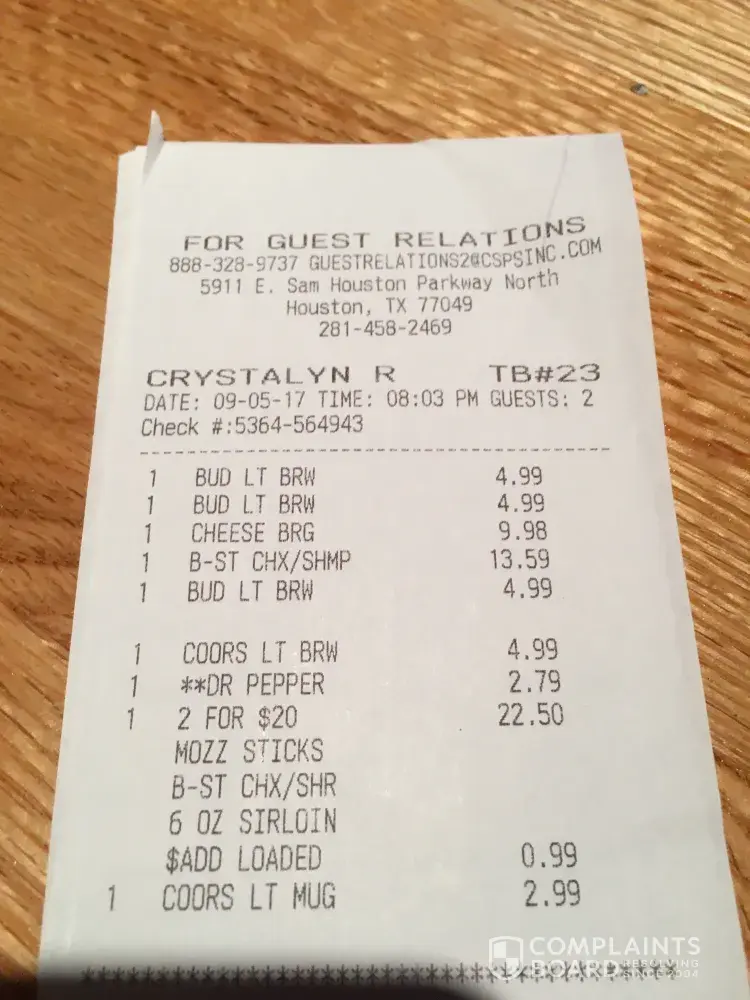 FOR GUEST RELATIONS
888-328-9737 GUESTRELATIONS2@CSPSINC.COM
5911 E. Sam Houston Parkway North
Houston, TX 77049
281-458-2469
CRYSTALYN R TB#23
DATE: 09-05-17 TIME: 08:03 PM GUESTS: 2
Check #:5364-564943
1 BUD LT BRW 4.99
1 BUD LT BRW 4.99
1 CHEESE BRG 9.98
1 B-ST CHX/SHMP 13.59
1 BUD LT BRW 4.99
1 COORS LT BRW 4.99
1 **DR PEPPER 2.79
1 2 FOR $20 22.50
MOZZ STICKS
B-ST CHX/SHR
6 OZ SIRLOIN
$ADD LOADED 0.99
1 COORS LT MUG 2.99
COMPLAINTS
BOARD RESOLVING
SINCE 2004